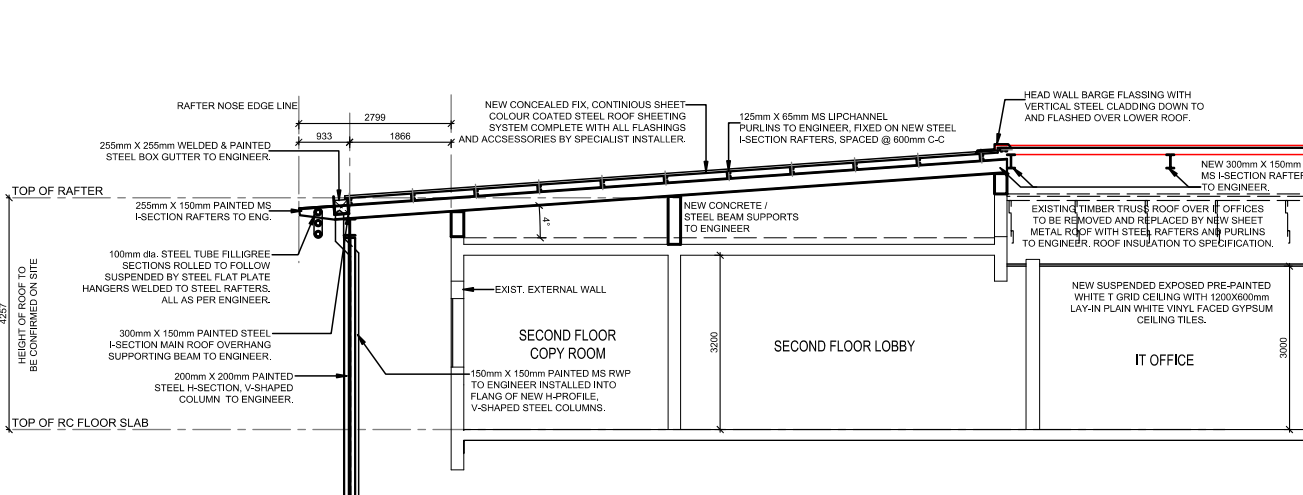 RAFTER NOSE EDGE LINE
2799
933
1866
255mm X 255mm WELDED & PAINTED
STEEL BOX GUTTER TO ENGINEER.
TOP OF RAFTER
255mm X 150mm PAINTED MS
I-SECTION RAFTERS TO ENG.
100mm dia. STEEL TUBE FILLIGREE
SECTIONS ROLLED TO FOLLOW
SUSPENDED BY STEEL FLAT PLATE
HANGERS WELDED TO STEEL RAFTERS.
ALL AS PER ENGINEER.
4257
HEIGHT OF ROOF TO
BE CONFIRMED ON SITE
300mm X 150mm PAINTED STEEL
I-SECTION MAIN ROOF OVERHANG
SUPPORTING BEAM TO ENGINEER.
200mm X 200mm PAINTED
STEEL H-SECTION, V-SHAPED
COLUMN TO ENGINEER.
TOP OF RC FLOOR SLAB
NEW CONCEALED FIX, CONTINIOUS SHEET
COLOUR COATED STEEL ROOF SHEETING
SYSTEM COMPLETE WITH ALL FLASHINGS
AND ACCSESSORIES BY SPECIALIST INSTALLER.
125mm X 65mm MS LIPCHANNEL
PURLINS TO ENGINEER, FIXED ON NEW STEEL
I-SECTION RAFTERS, SPACED @ 600mm C-C
HEAD WALL BARGE FLASSING WITH
VERTICAL STEEL CLADDING DOWN TO
AND FLASHED OVER LOWER ROOF.
NEW 300mm X 150mm
MS I-SECTION RAFTER
TO ENGINEER.
4°
NEW CONCRETE /
STEEL BEAM SUPPORTS
TO ENGINEER
EXISTING TIMBER TRUSS ROOF OVER IT OFFICES
TO BE REMOVED AND REPLACED BY NEW SHEET
METAL ROOF WITH STEEL RAFTERS AND PURLINS
TO ENGINEER. ROOF INSULATION TO SPECIFICATION.
EXIST. EXTERNAL WALL
SECOND FLOOR
COPY ROOM
150mm X 150mm PAINTED MS RWP
TO ENGINEER INSTALLED INTO
FLANG OF NEW H-PROFILE,
V-SHAPED STEEL COLUMNS.
3200
SECOND FLOOR LOBBY
NEW SUSPENDED EXPOSED PRE-PAINTED
WHITE T GRID CEILING WITH 1200X600mm
LAY-IN PLAIN WHITE VINYL FACED GYPSUM
CEILING TILES.
IT OFFICE
3000